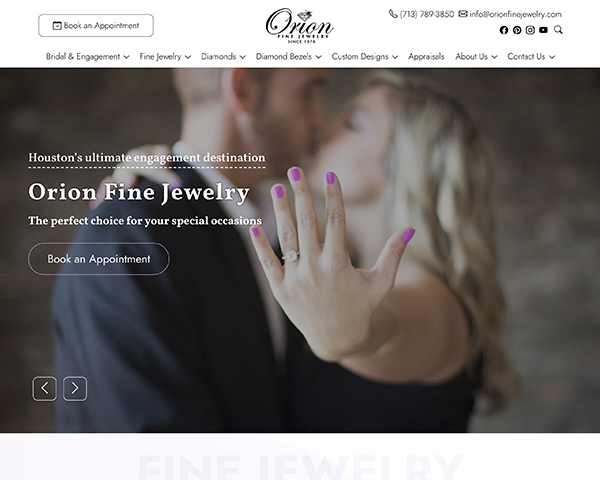 Book an Appointment
Orion
FINE JEWELRY
SINCE 1978
(713) 789-3850 info@orionfinejewelry.com
Bridal & Engagement Fine Jewelry Diamonds Diamond Bezels Custom Designs Appraisals About Us Contact Us
Houston's ultimate engagement destination
Orion Fine Jewelry
The perfect choice for your special occasions
Book an Appointment
FINE JEWELRY